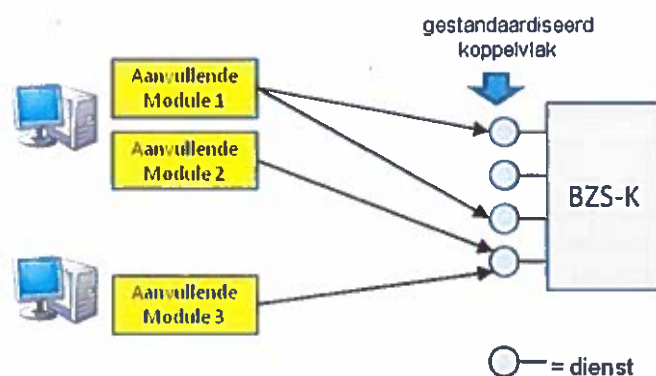 gestandaardiseerd
koppelvlak
Aanvullende
Module 1
Aanvullende
Module 2
BZS-K
Aanvullende
Module 3
= dienst